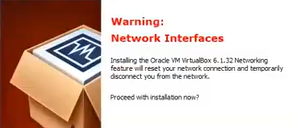 Warning:
Network Interfaces
Installing the Oracle VM VirtualBox 6.1.32 Networking
feature will reset your network connection and temporarily
disconnect you from the network.
Proceed with installation now?